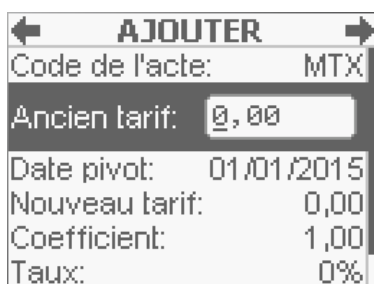 AJOUTER
Code de l'acte: MTX
Ancien tarif: 0,00
Date pivot: 01/01/2015
Nouveau tarif: 0,00
Coefficient: 1,00
Taux: 0%